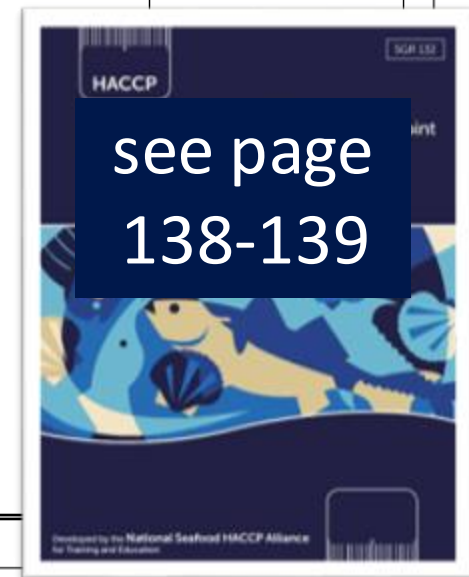 SGR 132
HACCP
int
see page
138-139
Developed by the National Seafood HACCP Alliance
for Training and Education